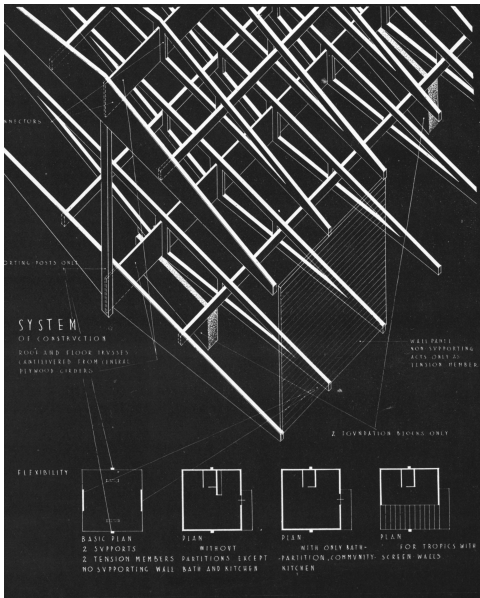 NNECTORS
ORTING POSTS ONLY
SYSTEM
OF CONSTRUCTION
ROOF AND FLOOR TRUSSES
CANTILEVERED FROM CENTRAL
PLYWOOD GIRDERS
WALL PANEL
NON SUPPORTING
ACTS ONLY AS
TENSION MEMBER
2 FOUNDATION BLOCKS ONLY
FLEXIBILITY
BASIC PLAN
2 SUPPORTS
2 TENSION MEMBERS
NO SUPPORTING WALL
PLAN
WITHOUT
PARTITIONS EXCEPT
BATH AND KITCHEN
PLAN
WITH ONLY BATH-
-PARTITION, COMMUNITY-
KITCHEN
PLAN
FOR TROPICS WITH
SCREEN-WALLS